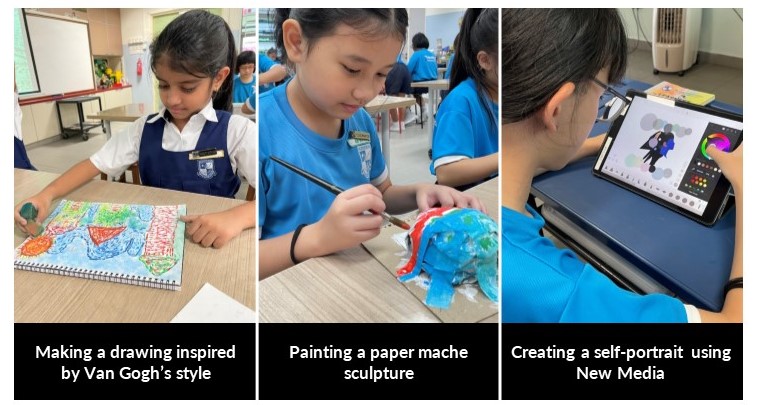 Making a drawing inspired
by Van Gogh's style
Painting a paper mache
sculpture
Creating a self-portrait using
New Media